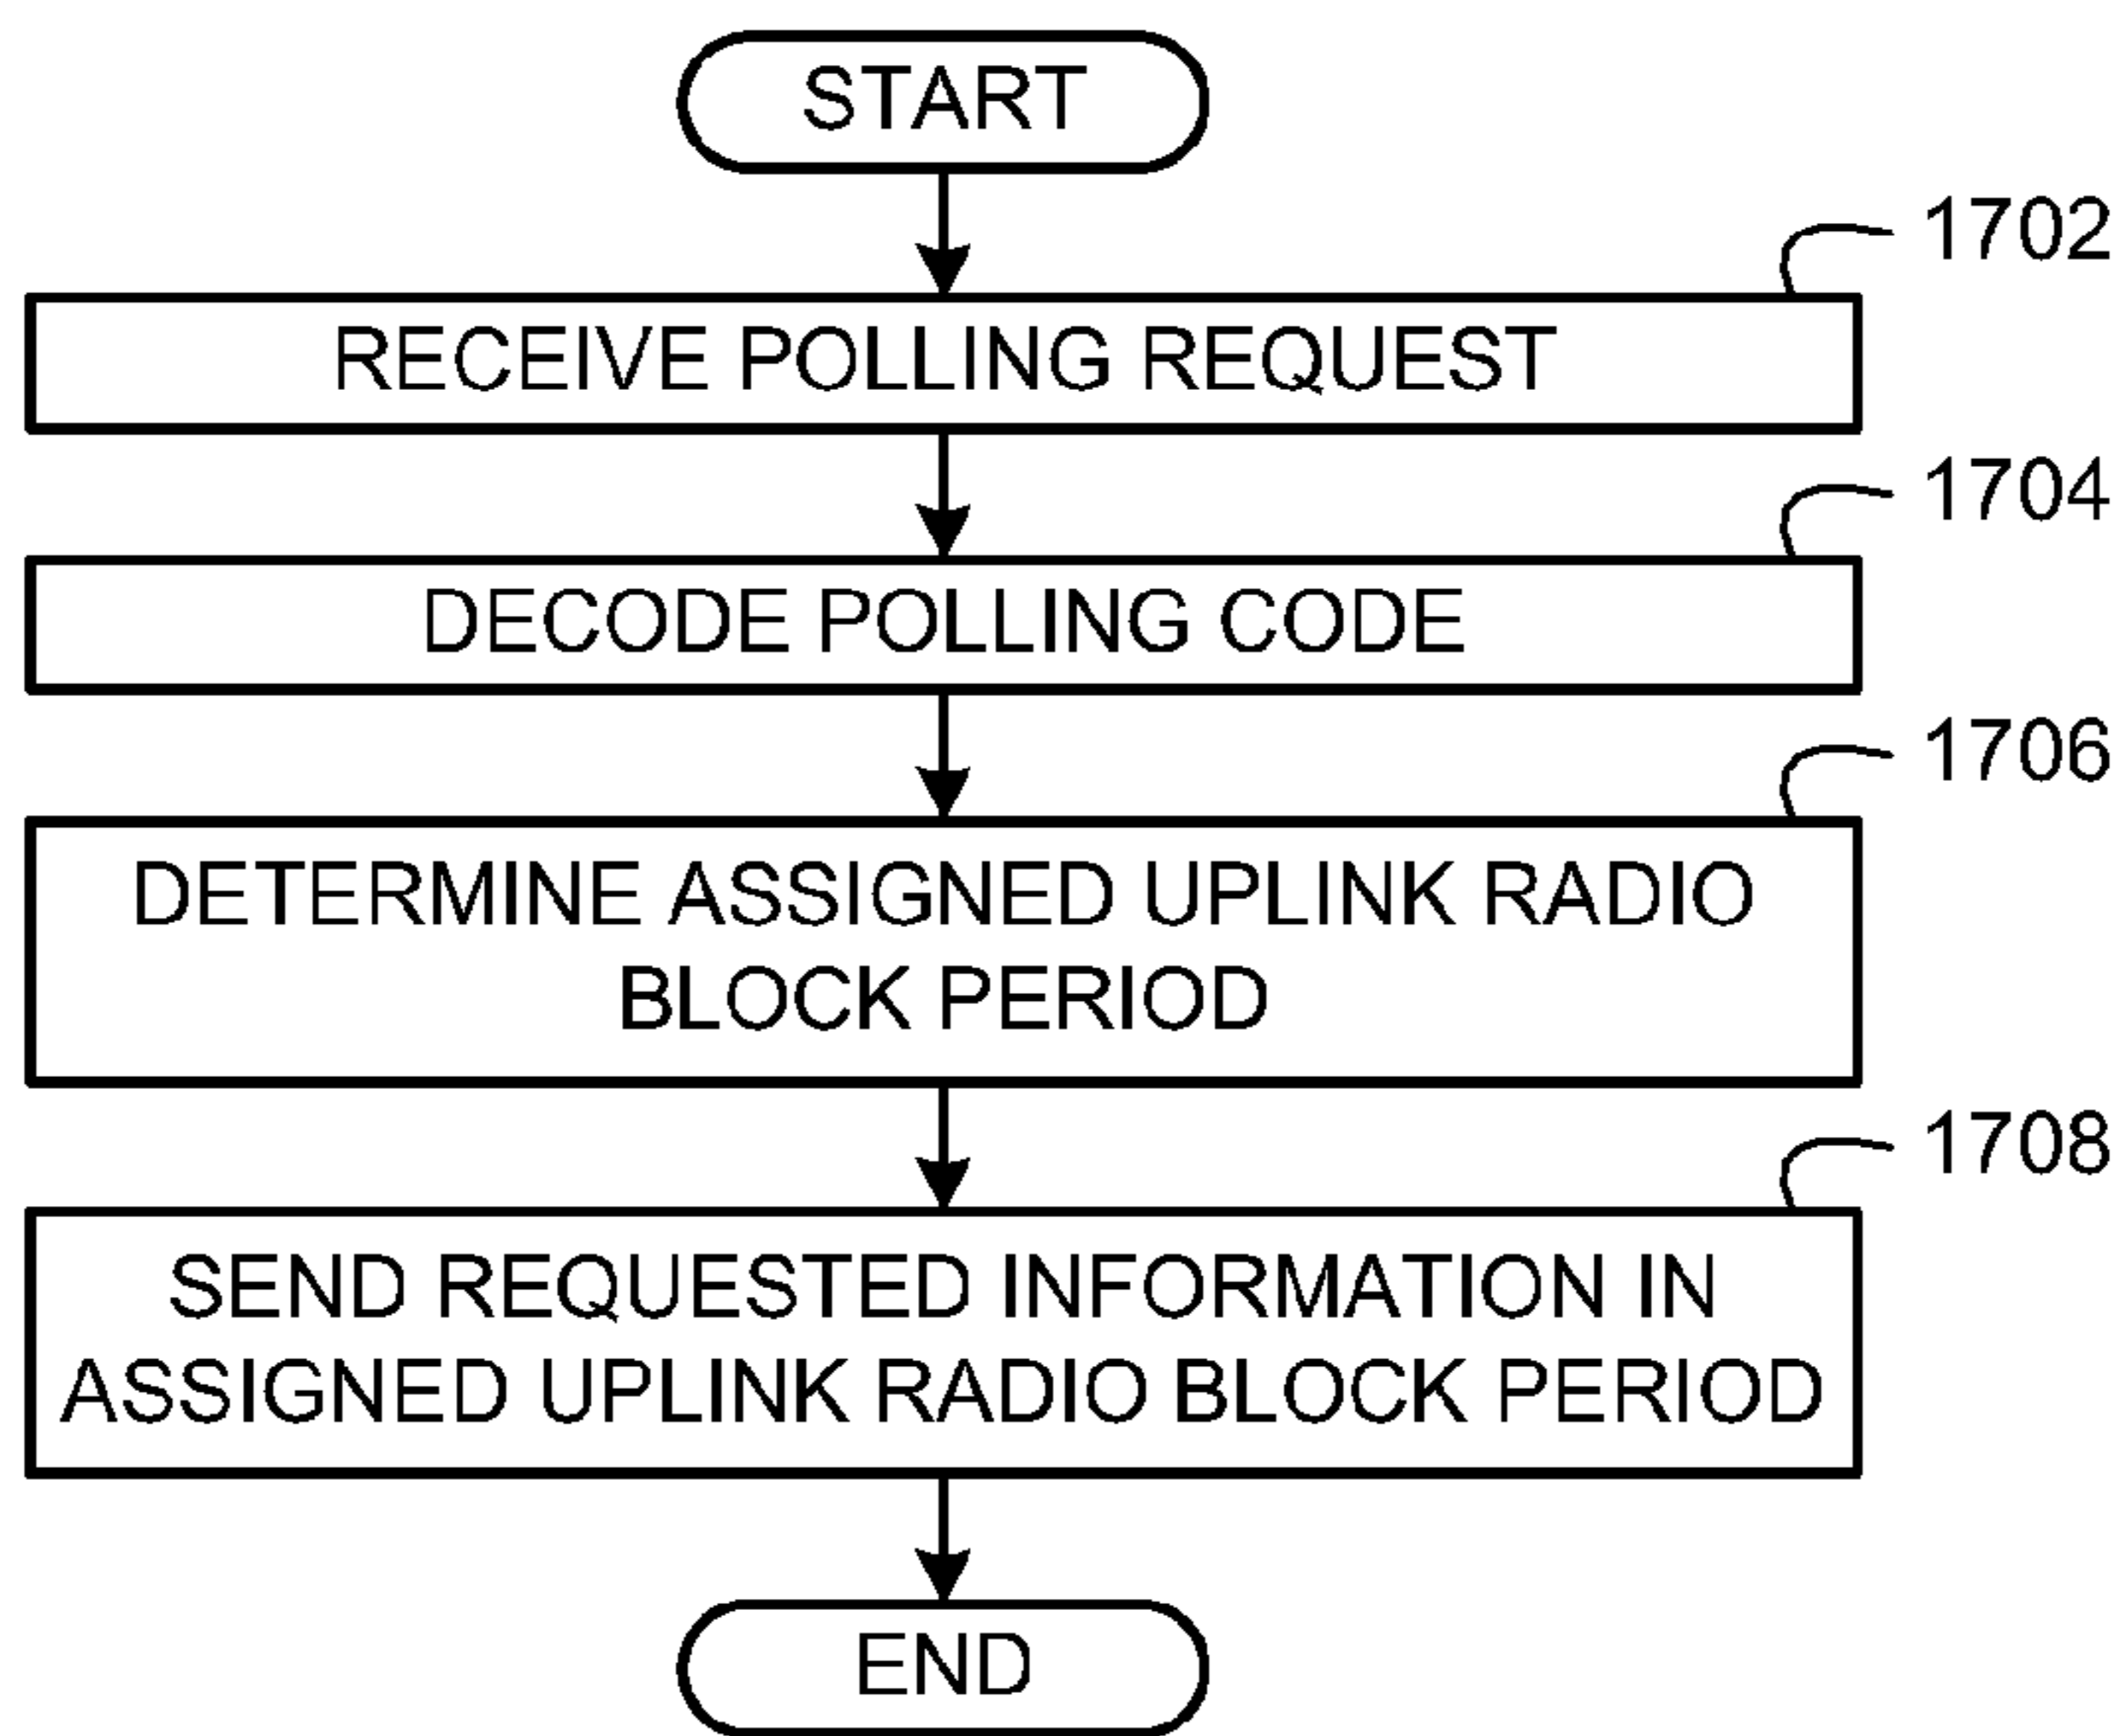 START
1702
RECEIVE POLLING REQUEST
1704
DECODE POLLING CODE
1706
DETERMINE ASSIGNED UPLINK RADIO
BLOCK PERIOD
1708
SEND REQUESTED INFORMATION IN
ASSIGNED UPLINK RADIO BLOCK PERIOD
END